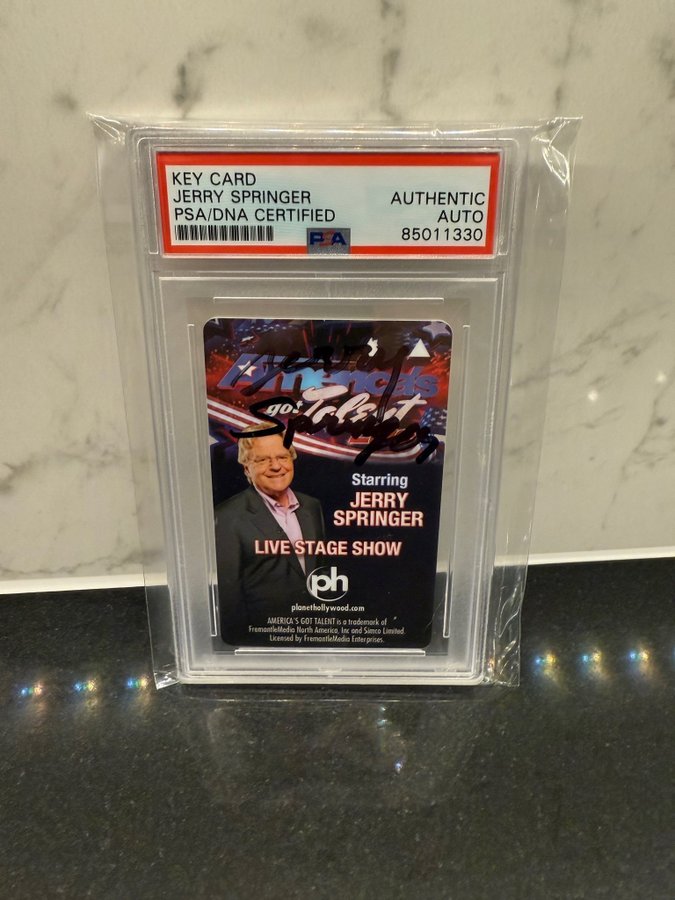 KEY CARD
JERRY SPRINGER
PSA/DNA CERTIFIED
AUTHENTIC
AUTO
85011330
PSA
America's
got Talent
Jerry
Springer
Starring
JERRY
SPRINGER
LIVE STAGE SHOW
ph
planethollywood.com
AMERICA'S GOT TALENT is a trademark of
FremantleMedia North America, Inc and Simco Limited.
Licensed by FremantleMedia Enterprises.